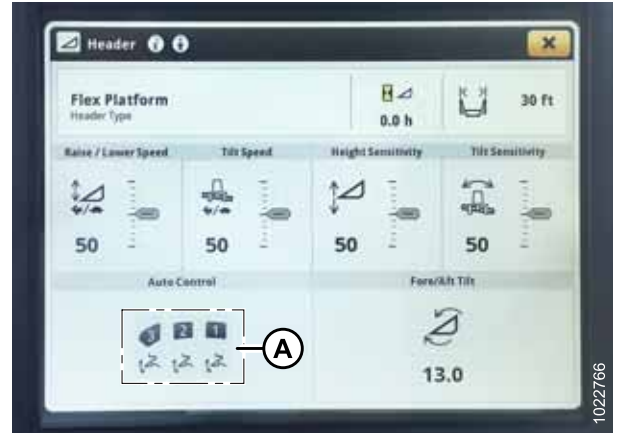 Header
Flex Platform
Header Type
0.0 h
30 ft
Raise / Lower Speed
Tilt Speed
Height Sensitivity
Tilt Sensitivity
50
50
50
50
Auto Control
Fore/Aft Tilt
3 2 1
A
13.0
1022766